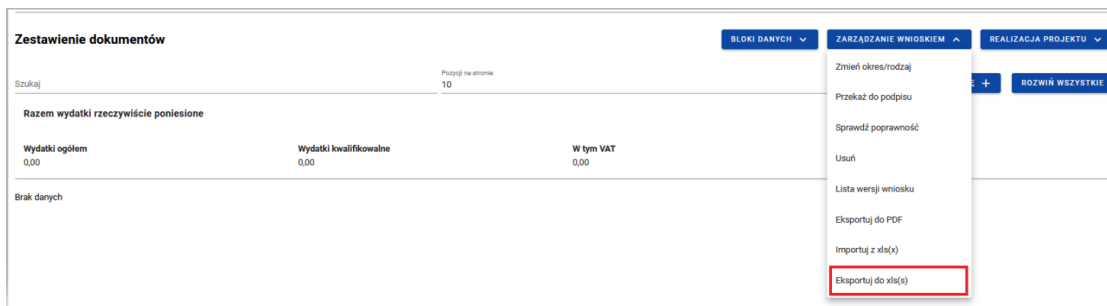 Zestawienie dokumentów
BLOKI DANYCH
ZARZĄDZANIE WNIOSKIEM
REALIZACJA PROJEKTU
Szukaj
Pozycji na stronie:
10
ROZWIŃ WSZYSTKIE
Razem wydatki rzeczywiście poniesione
Wydatki ogółem
0,00
Wydatki kwalifikowalne
0,00
W tym VAT
0,00
Brak danych
Zmień okres/rodzaj
Przekaż do podpisu
Sprawdź poprawność
Usuń
Lista wersji wniosku
Eksportuj do PDF
Importuj z xls(x)
Eksportuj do xls(s)